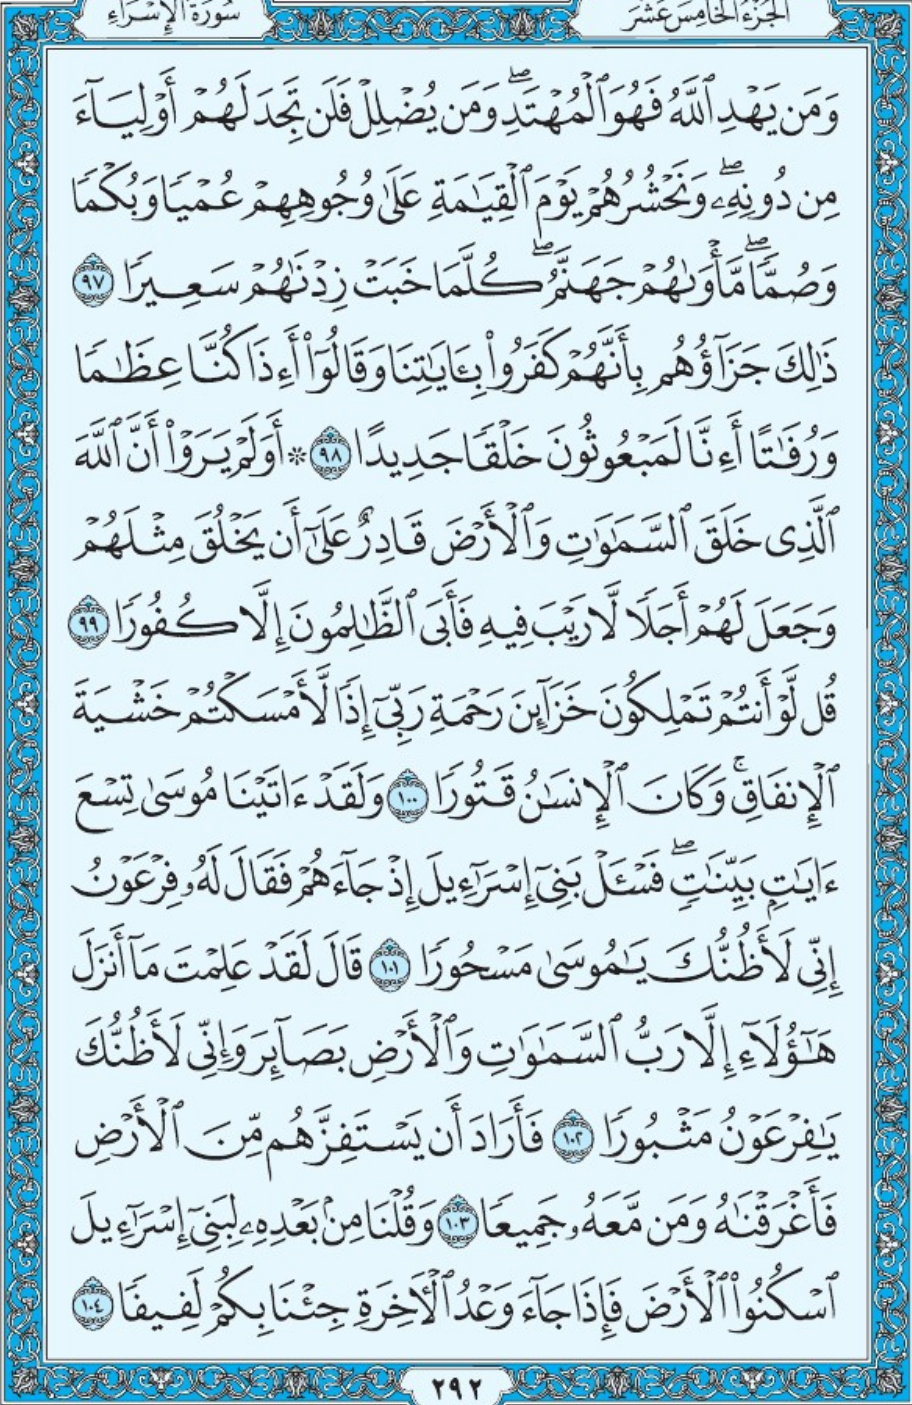 سُورَةُ الإِسْرَاءِ
الجُزْءُ الخَامِسَ عَشَرَ
وَمَن يَهْدِ ٱللَّهُ فَهُوَ ٱلْمُهْتَدِۖ وَمَن يُضْلِلْ فَلَن تَجِدَ لَهُمْ أَوْلِيَآءَ
مِن دُونِهِۦۖ وَنَحْشُرُهُمْ يَوْمَ ٱلْقِيَٰمَةِ عَلَىٰ وُجُوهِهِمْ عُمْيًا وَبُكْمًا
وَصُمًّاۖ مَّأْوَىٰهُمْ جَهَنَّمُۖ كُلَّمَا خَبَتْ زِدْنَٰهُمْ سَعِيرًا ٩٧
ذَٰلِكَ جَزَآؤُهُم بِأَنَّهُمْ كَفَرُوا۟ بِـَٔايَٰتِنَا وَقَالُوٓا۟ أَءِذَا كُنَّا عِظَٰمًا
وَرُفَٰتًا أَءِنَّا لَمَبْعُوثُونَ خَلْقًا جَدِيدًا ٩٨ ۞ أَوَلَمْ يَرَوْا۟ أَنَّ ٱللَّهَ
ٱلَّذِى خَلَقَ ٱلسَّمَٰوَٰتِ وَٱلْأَرْضَ قَادِرٌ عَلَىٰٓ أَن يَخْلُقَ مِثْلَهُمْ
وَجَعَلَ لَهُمْ أَجَلًا لَّا رَيْبَ فِيهِ فَأَبَى ٱلظَّٰلِمُونَ إِلَّا كُفُورًا ٩٩
قُل لَّوْ أَنتُمْ تَمْلِكُونَ خَزَآئِنَ رَحْمَةِ رَبِّىٓ إِذًا لَّأَمْسَكْتُمْ خَشْيَةَ
ٱلْإِنفَاقِۚ وَكَانَ ٱلْإِنسَٰنُ قَتُورًا ١٠٠ وَلَقَدْ ءَاتَيْنَا مُوسَىٰ تِسْعَ
ءَايَٰتٍۭ بَيِّنَٰتٍۖ فَسْـَٔلْ بَنِىٓ إِسْرَٰٓءِيلَ إِذْ جَآءَهُمْ فَقَالَ لَهُۥ فِرْعَوْنُ
إِنِّى لَأَظُنُّكَ يَٰمُوسَىٰ مَسْحُورًا ١٠١ قَالَ لَقَدْ عَلِمْتَ مَآ أَنزَلَ
هَٰٓؤُلَآءِ إِلَّا رَبُّ ٱلسَّمَٰوَٰتِ وَٱلْأَرْضِ بَصَآئِرَ وَإِنِّى لَأَظُنُّكَ
يَٰفِرْعَوْنُ مَثْبُورًا ١٠٢ فَأَرَادَ أَن يَسْتَفِزَّهُم مِّنَ ٱلْأَرْضِ
فَأَغْرَقْنَٰهُ وَمَن مَّعَهُۥ جَمِيعًا ١٠٣ وَقُلْنَا مِنۢ بَعْدِهِۦ لِبَنِىٓ إِسْرَٰٓءِيلَ
ٱسْكُنُوا۟ ٱلْأَرْضَ فَإِذَا جَآءَ وَعْدُ ٱلْءَاخِرَةِ جِئْنَا بِكُمْ لَفِيفًا ١٠٤
٢٩٢